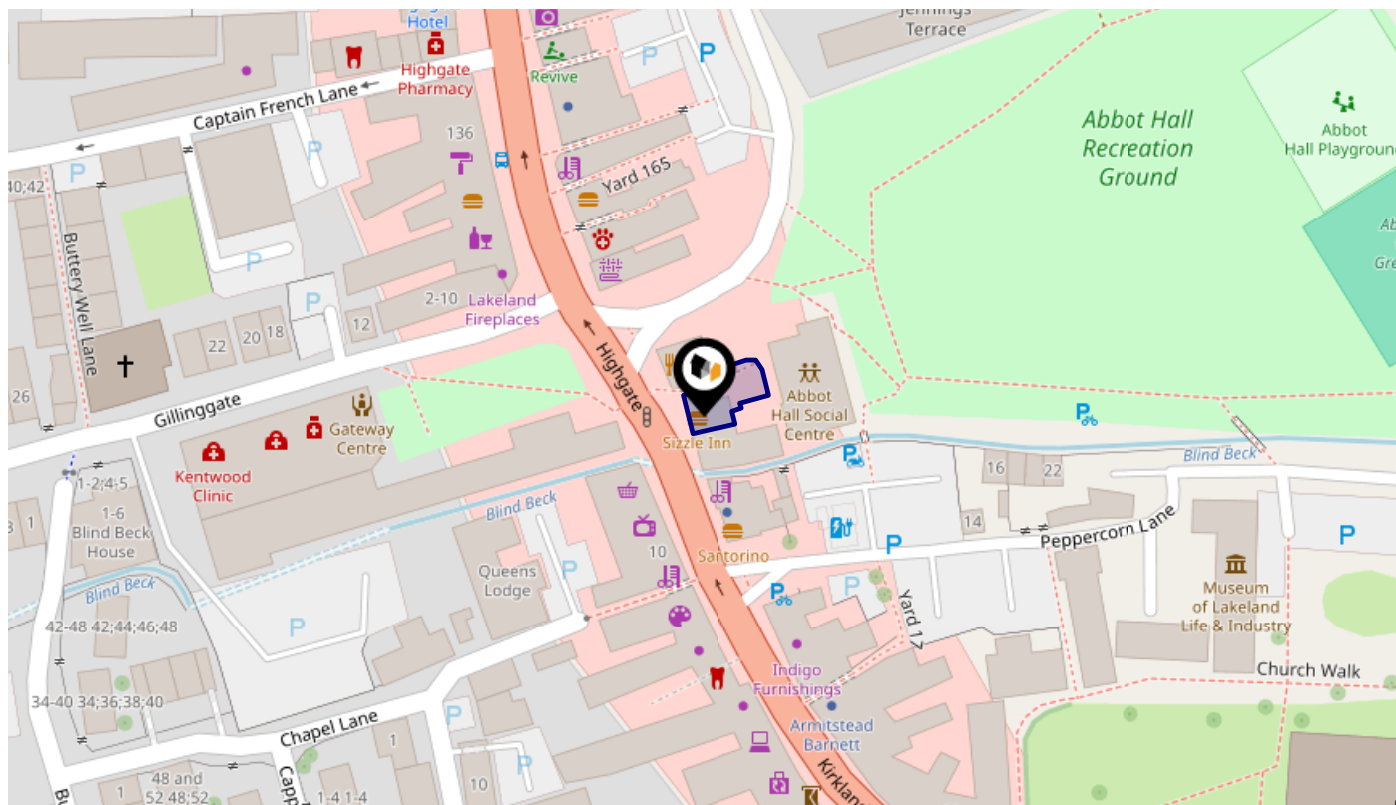 Hotel
Jennings
Terrace
Highgate
Pharmacy
Revive
Captain French Lane
136
Abbot Hall
Recreation
Ground
Abbot
Hall Playground
Yard 165
40;42
Buttery Well Lane
2-10
Lakeland
Fireplaces
12
20
18
22
26
Highgate
Gillinggate
Gateway
Centre
Abbot
Hall Social
Centre
Sizzle Inn
Kentwood
Clinic
Blind Beck
Blind Beck
16
22
14
1-2;4-5
1-6
Blind Beck
House
1
10
Santorino
Queens
Lodge
Peppercorn Lane
Blind Beck
Museum
of Lakeland
Life & Industry
Yard 17
42-48 42;44;46;48
34-40 34;36;38;40
Indigo
Furnishings
Church Walk
Armitstead
Barnett
Chapel Lane
1
48 and
52 48;52
1
1-4 1-4
10